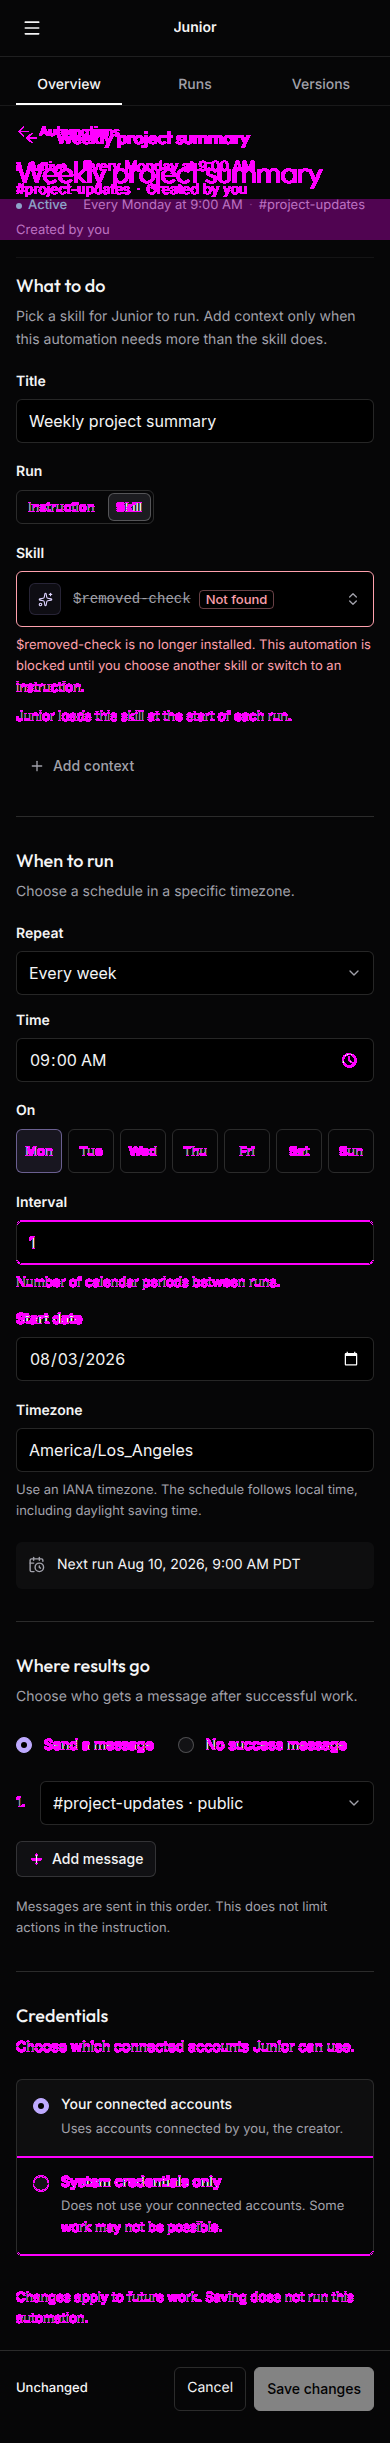 Junior
Overview
Runs
Versions
Automations
Weekly project summary
Active Every Monday at 9:00 AM
Weekly project summary
#project-updates · Created by you
Active Every Monday at 9:00 AM · #project-updates
Created by you
What to do
Pick a skill for Junior to run. Add context only when
this automation needs more than the skill does.
Title
Weekly project summary
Run
Instruction
Skill
Skill
$removed-check
Not found
$removed-check is no longer installed. This automation is
blocked until you choose another skill or switch to an
instruction.
Junior loads this skill at the start of each run.
Add context
When to run
Choose a schedule in a specific timezone.
Repeat
Every week
Time
09:00 AM
On
Mon
Tue
Wed
Thu
Fri
Sat
Sun
Interval
1
Number of calendar periods between runs.
Start date
08/03/2026
Timezone
America/Los_Angeles
Use an IANA timezone. The schedule follows local time,
including daylight saving time.
Next run Aug 10, 2026, 9:00 AM PDT
Where results go
Choose who gets a message after successful work.
Send a message
No success message
1.
#project-updates · public
Add message
Messages are sent in this order. This does not limit
actions in the instruction.
Credentials
Choose which connected accounts Junior can use.
Your connected accounts
Uses accounts connected by you, the creator.
System credentials only
Does not use your connected accounts. Some
work may not be possible.
Changes apply to future work. Saving does not run this
automation.
Unchanged
Cancel
Save changes